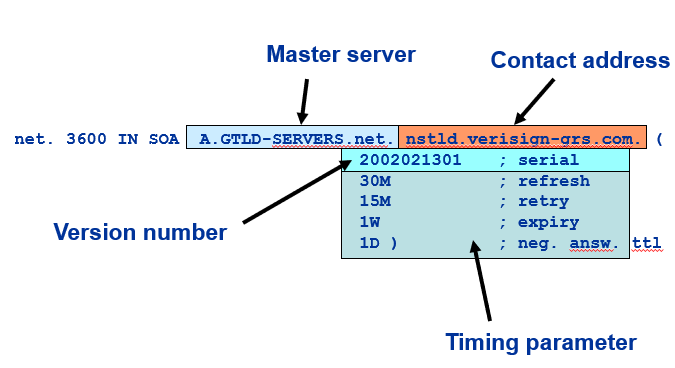 Master server
Contact address
net. 3600 IN SOA A.GTLD-SERVERS.net. nstld.verisign-grs.com. (
2002021301 ; serial
30M ; refresh
15M ; retry
1W ; expiry
1D ) ; neg. answ. ttl
Version number
Timing parameter